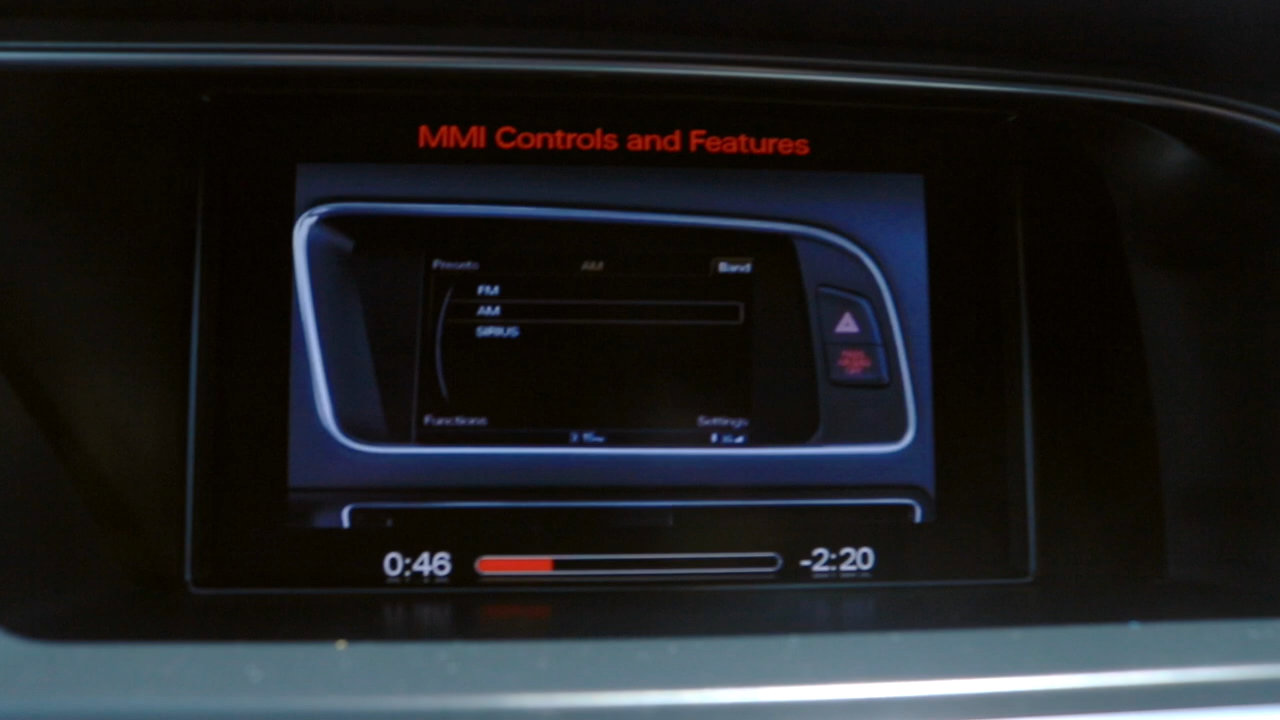 MMI Controls and Features
Presets AM Band
FM
AM
SIRIUS
Functions Settings
0:46 -2:20